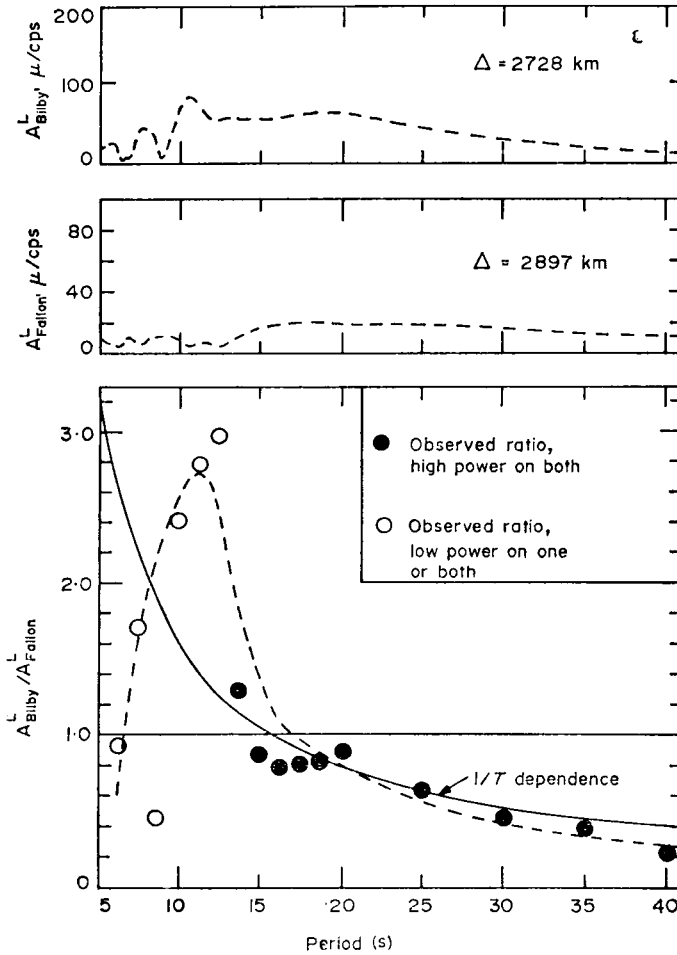 200
100
0
A^L_Bilby, μ/cps
Δ = 2728 km
ε
80
60
20
0
A^L_Fallon, μ/cps
Δ = 2897 km
3·0
2·0
1·0
0
A^L_Bilby/A^L_Fallon
Observed ratio,
high power on both
Observed ratio,
low power on one
or both
1/T dependence
5 10 15 20 25 30 35 40
Period (s)